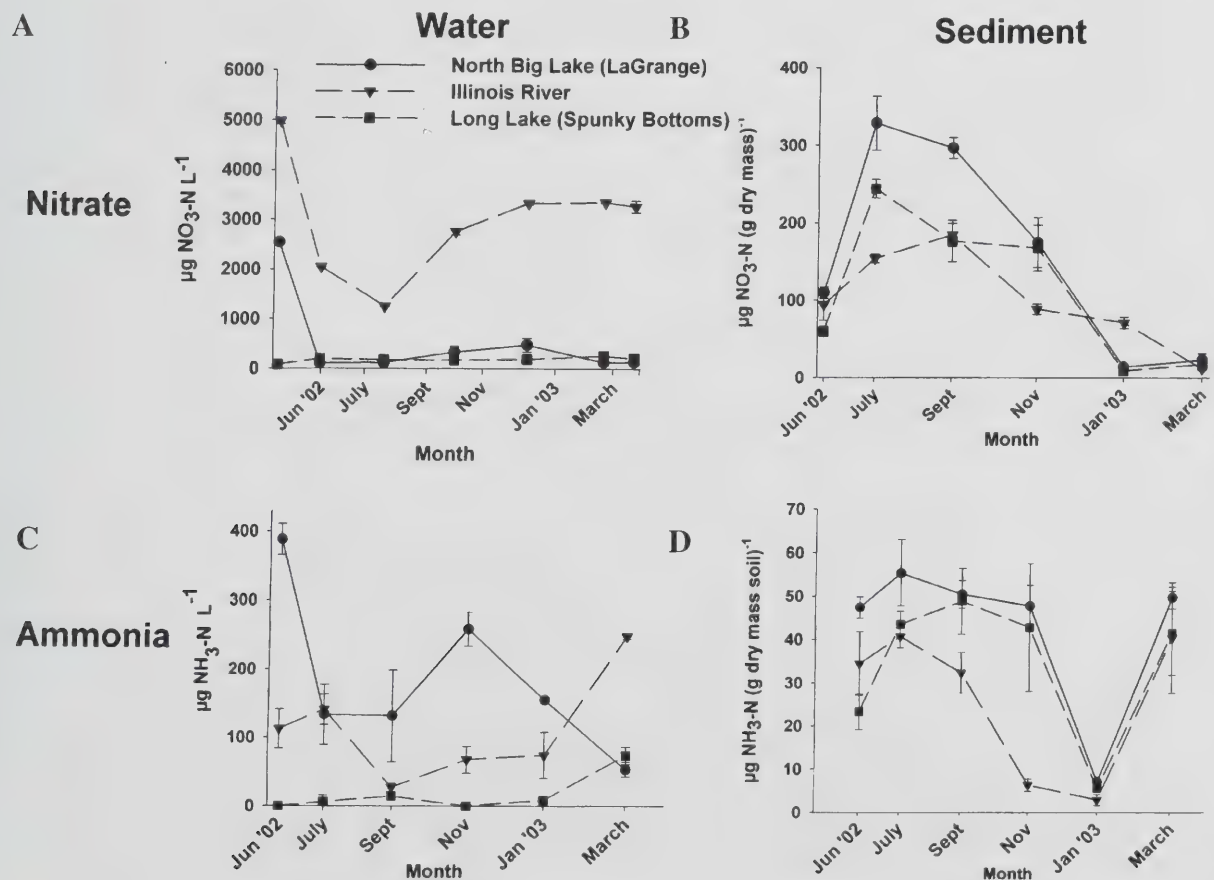 A
Water
B
Sediment
North Big Lake (LaGrange)
Illinois River
Long Lake (Spunky Bottoms)
Nitrate
µg NO3-N L-1
6000
5000
4000
3000
2000
1000
0
Jun '02
July
Sept
Nov
Jan '03
March
Month
µg NO3-N (g dry mass)-1
400
300
200
100
0
Jun '02
July
Sept
Nov
Jan '03
March
Month
C
Ammonia
µg NH3-N L-1
400
300
200
100
0
Jun '02
July
Sept
Nov
Jan '03
March
Month
D
µg NH3-N (g dry mass soil)-1
70
60
50
40
30
20
10
0
Jun '02
July
Sept
Nov
Jan '03
March
Month